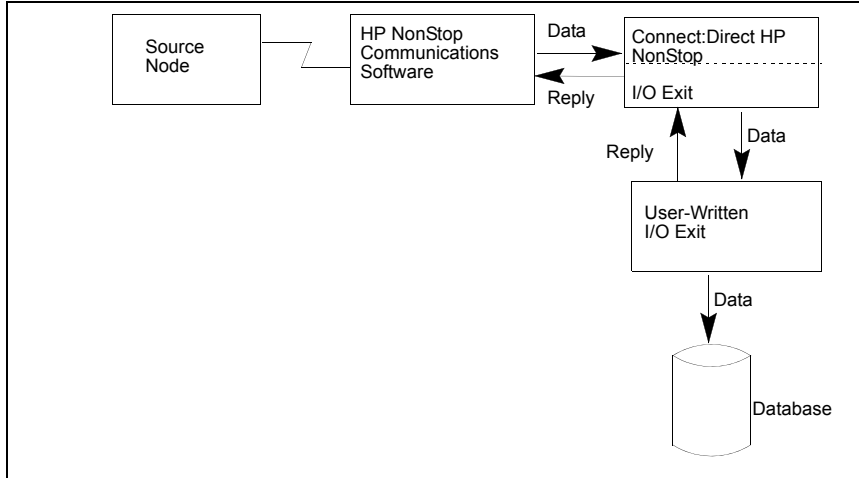 Source
Node
HP NonStop
Communications
Software
Data
Reply
Connect:Direct HP
NonStop
I/O Exit
Reply
Data
User-Written
I/O Exit
Data
Database